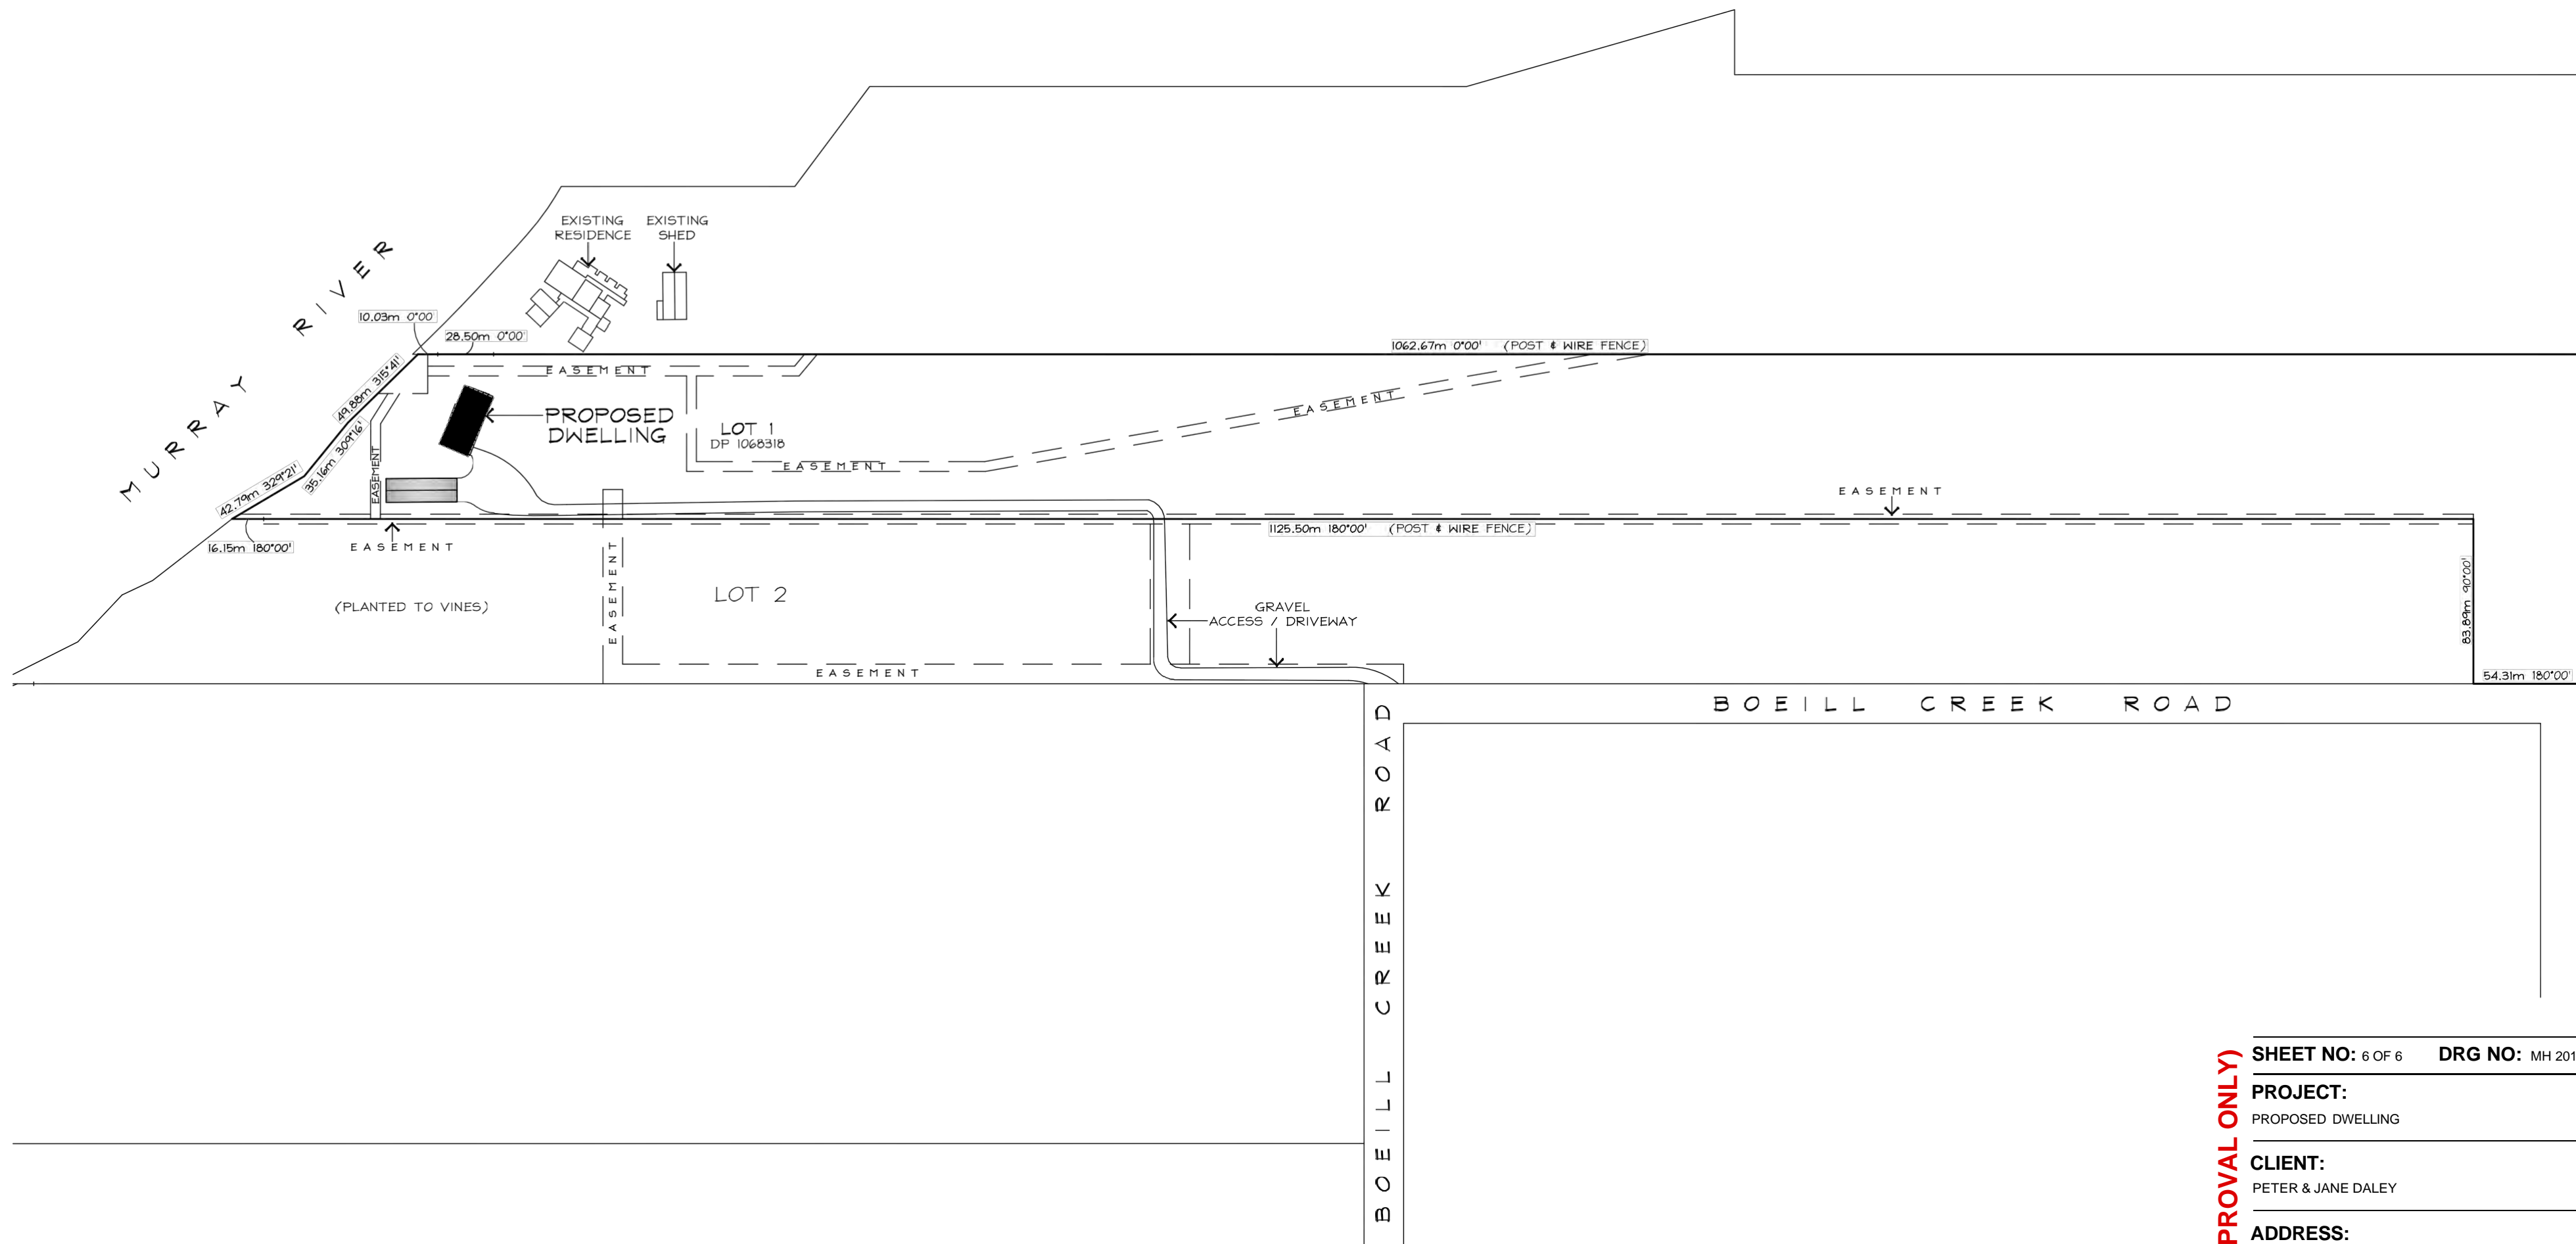 MURRAY RIVER
EXISTING
RESIDENCE
EXISTING
SHED
10.03m 0°00'
28.50m 0°00'
1062.67m 0°00' (POST & WIRE FENCE)
49.88m 315°41'
35.16m 309°16'
42.79m 329°21'
EASEMENT
EASEMENT
PROPOSED
DWELLING
LOT 1
DP 1068318
EASEMENT
EASEMENT
EASEMENT
EASEMENT
16.15m 180°00'
EASEMENT
1125.50m 180°00' (POST & WIRE FENCE)
(PLANTED TO VINES)
EASEMENT
LOT 2
GRAVEL
ACCESS / DRIVEWAY
EASEMENT
83.89m 90°00'
54.31m 180°00'
BOEILL CREEK ROAD
BOEILL CREEK ROAD
PROVAL ONLY)
SHEET NO: 6 OF 6 DRG NO: MH 201
PROJECT:
PROPOSED DWELLING
CLIENT:
PETER & JANE DALEY
ADDRESS: